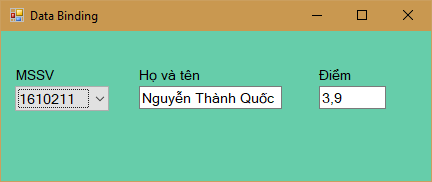 Data Binding
MSSV Họ và tên Điểm
1610211 Nguyễn Thành Quốc 3,9